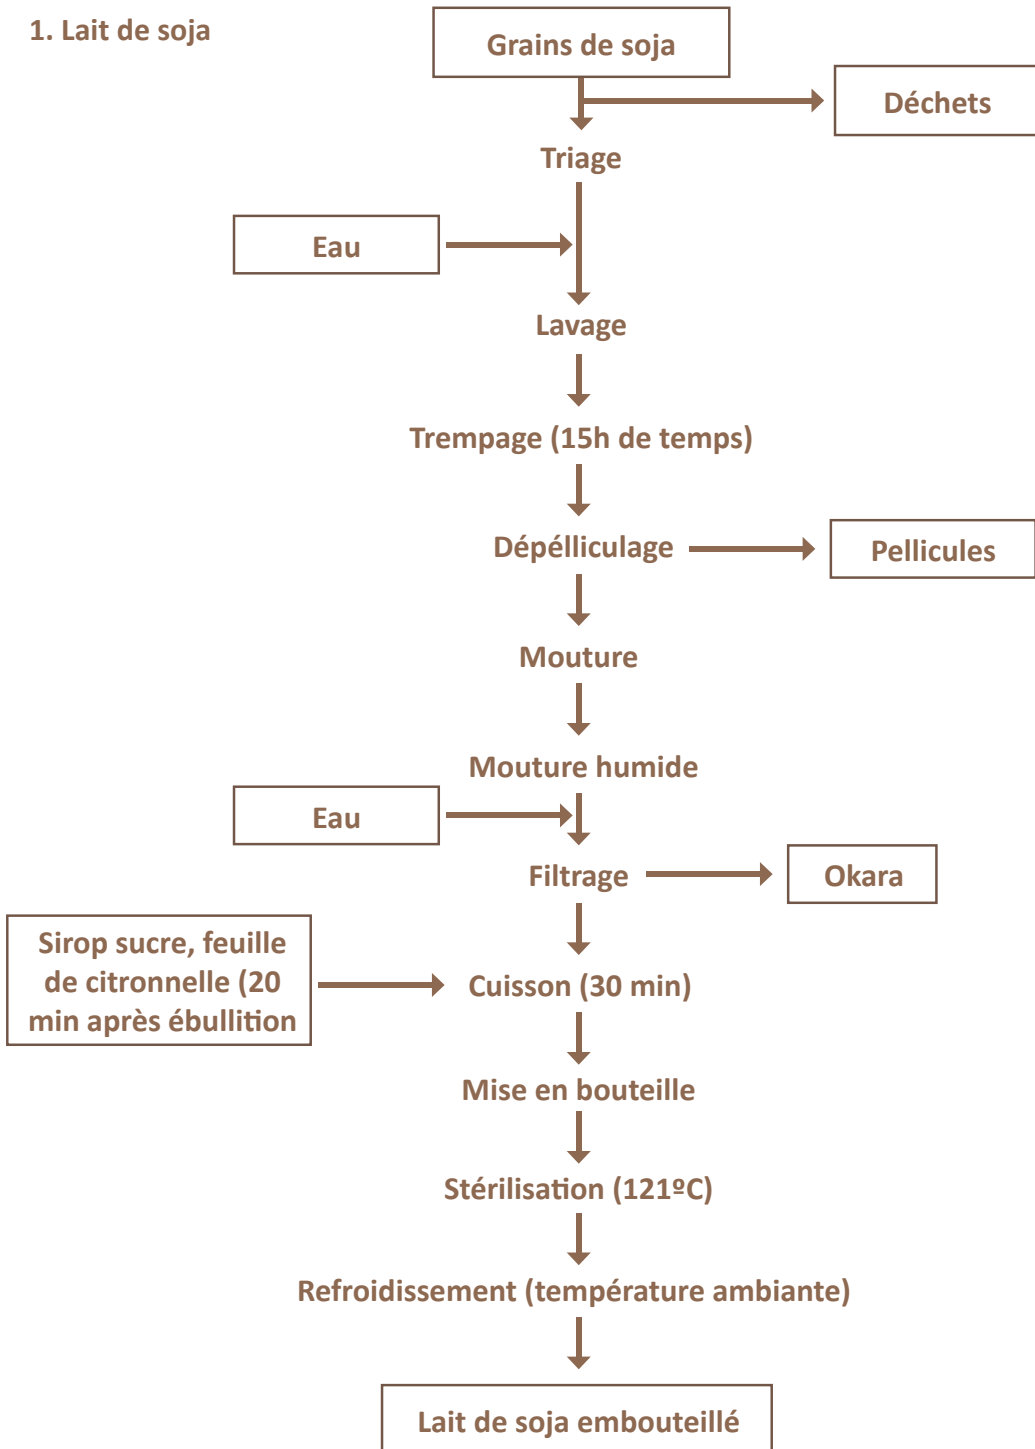 1. Lait de soja
Grains de soja
Déchets
Triage
Eau
Lavage
Trempage (15h de temps)
Dépélliculage
Pellicules
Mouture
Mouture humide
Eau
Filtrage
Okara
Sirop sucre, feuille
de citronnelle (20
min après ébullition
Cuisson (30 min)
Mise en bouteille
Stérilisation (121ºC)
Refroidissement (température ambiante)
Lait de soja embouteillé